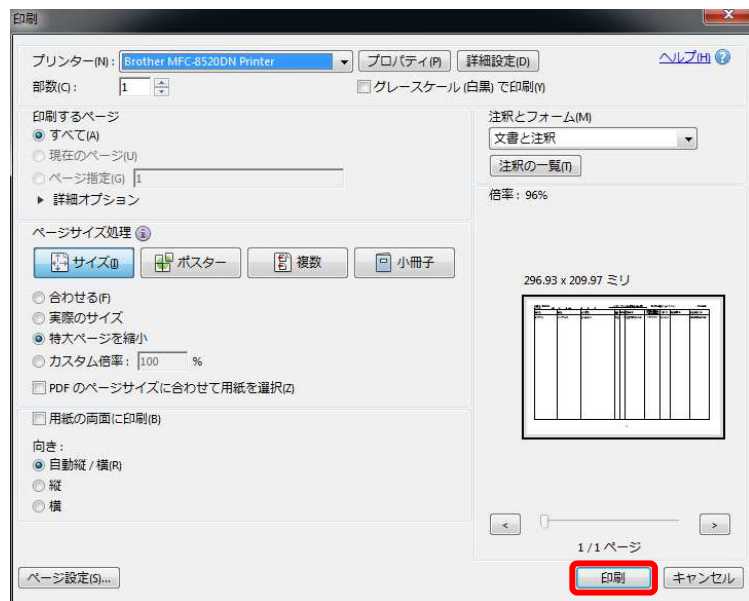 印刷
プリンター(N): Brother MFC-8520DN Printer プロパティ(P) 詳細設定(D) ヘルプ(H)
部数(C): 1 グレースケール (白黒) で印刷(Y)
印刷するページ
すべて(A)
現在のページ(U)
ページ指定(G) 1
詳細オプション
注釈とフォーム(M)
文書と注釈
注釈の一覧(T)
倍率: 96%
ページサイズ処理
サイズ(I) ポスター 複数 小冊子
合わせる(F)
実際のサイズ
特大ページを縮小
カスタム倍率: 100 %
PDF のページサイズに合わせて用紙を選択(Z)
用紙の両面に印刷(B)
向き:
自動縦 / 横(R)
縦
横
296.93 x 209.97 ミリ
< >
1 / 1 ページ
ページ設定(S)... 印刷 キャンセル